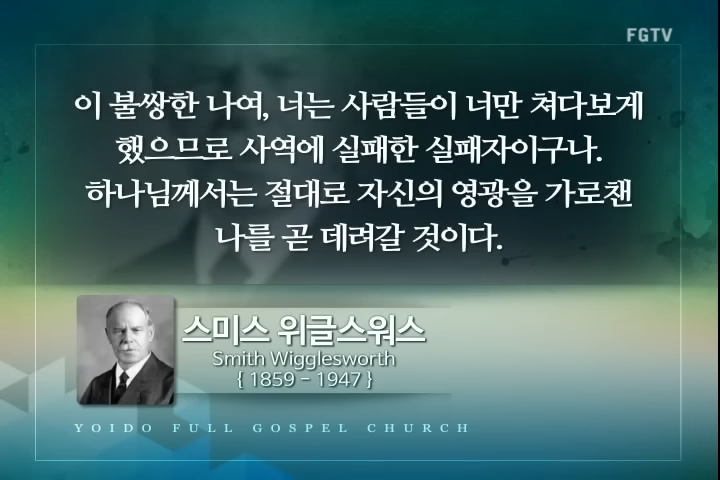 FGTV
이 불쌍한 나여, 너는 사람들이 너만 쳐다보게
했으므로 사역에 실패한 실패자이구나.
하나님께서는 절대로 자신의 영광을 가로챈
나를 곧 데려갈 것이다.
스미스 위글스워스
Smith Wigglesworth
{ 1859 - 1947 }
YOIDO FULL GOSPEL CHURCH